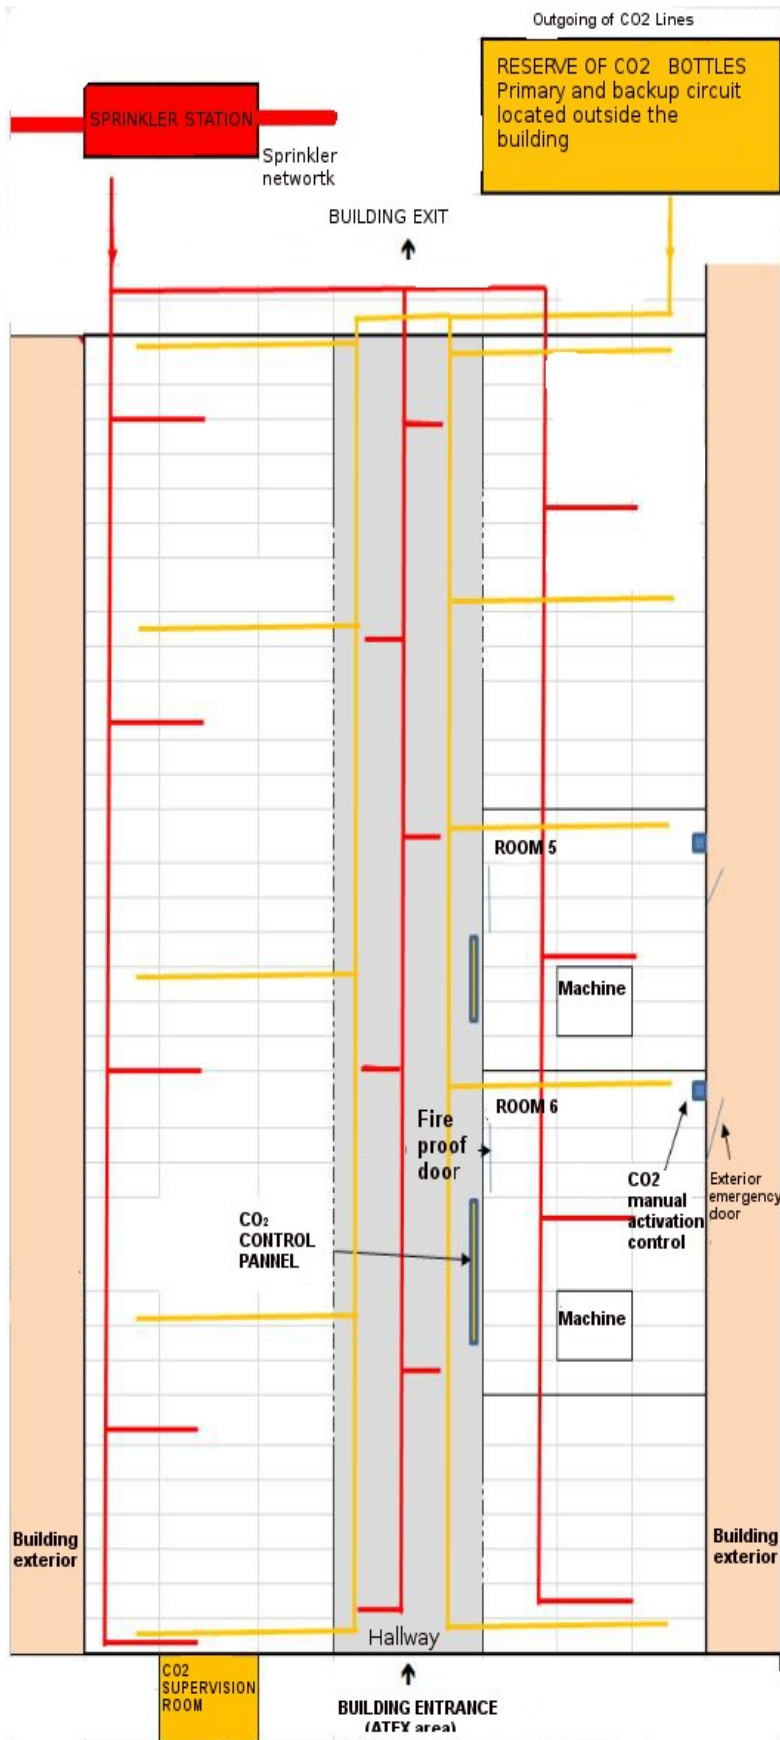 Outgoing of CO2 Lines
RESERVE OF CO2 BOTTLES
Primary and backup circuit
located outside the
building
SPRINKLER STATION
Sprinkler
networtk
BUILDING EXIT
ROOM 5
Machine
ROOM 6
Fire
proof
door
CO2
manual
activation
control
Exterior
emergency
door
CO₂
CONTROL
PANNEL
Machine
Building
exterior
Building
exterior
Hallway
CO2
SUPERVISION
ROOM
BUILDING ENTRANCE
(ATEX area)